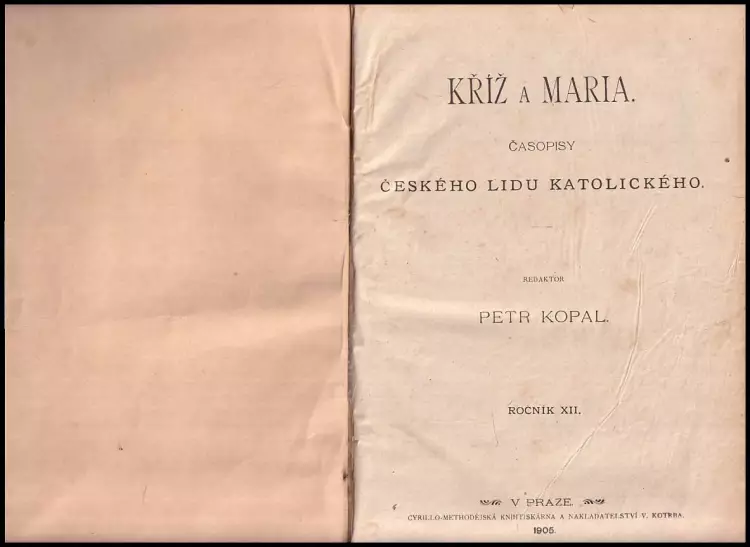 KŘÍŽ A MARIA.
ČASOPISY
ČESKÉHO LIDU KATOLICKÉHO.
REDAKTOR
PETR KOPAL.
ROČNÍK XII.
V PRAZE.
CYRILLO-METHODĚJSKÁ KNIHTISKÁRNA A NAKLADATELSTVÍ V. KOTRBA.
1905.